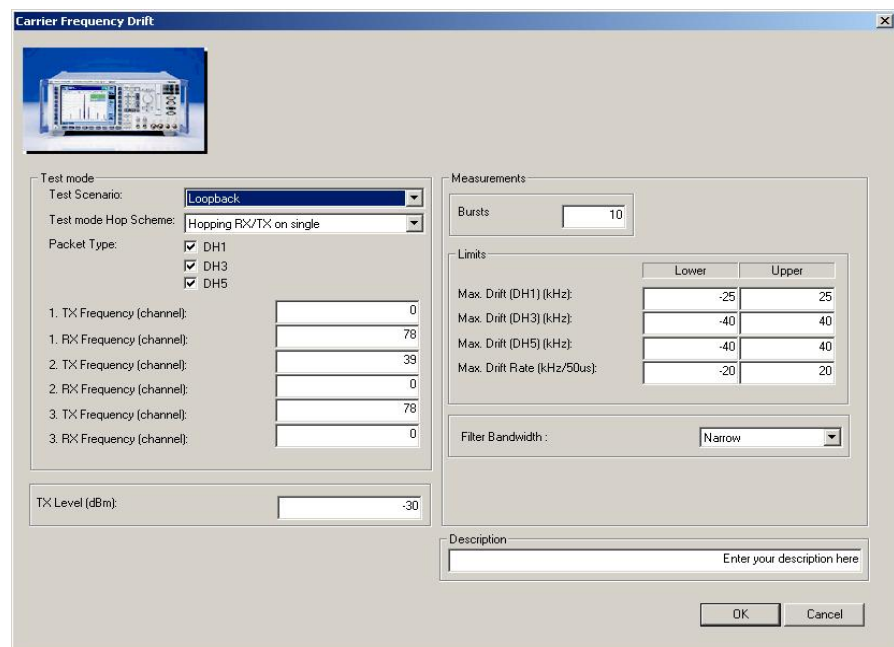 Carrier Frequency Drift
Test mode
Test Scenario: Loopback
Test mode Hop Scheme: Hopping RX/TX on single
Packet Type: DH1
DH3
DH5
1. TX Frequency (channel): 0
1. RX Frequency (channel): 78
2. TX Frequency (channel): 39
2. RX Frequency (channel): 0
3. TX Frequency (channel): 78
3. RX Frequency (channel): 0
TX Level (dBm): -30
Measurements
Bursts 10
Limits
Lower Upper
Max. Drift (DH1) (kHz): -25 25
Max. Drift (DH3) (kHz): -40 40
Max. Drift (DH5) (kHz): -40 40
Max. Drift Rate (kHz/50us): -20 20
Filter Bandwidth : Narrow
Description
Enter your description here
OK Cancel